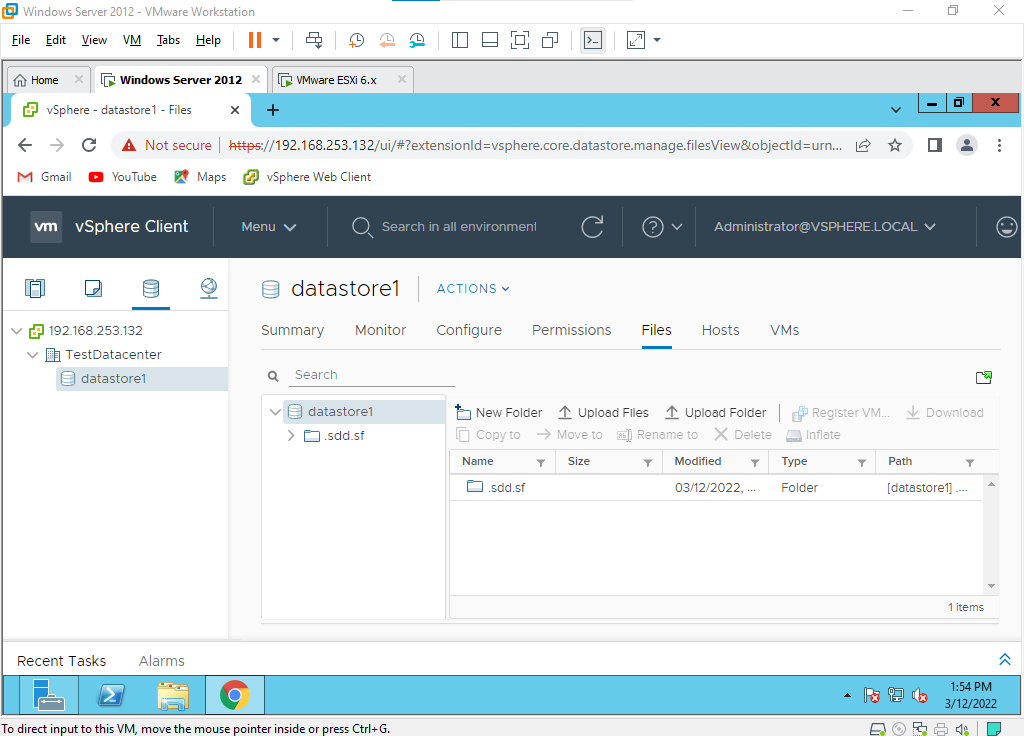 Windows Server 2012 - VMware Workstation
File Edit View VM Tabs Help
Home Windows Server 2012 VMware ESXi 6.x
vSphere - datastore1 - Files
Not secure https://192.168.253.132/ui/#?extensionId=vsphere.core.datastore.manage.filesView&objectId=urn...
Gmail YouTube Maps vSphere Web Client
vm vSphere Client Menu Search in all environment Administrator@VSPHERE.LOCAL
datastore1 ACTIONS
Summary Monitor Configure Permissions Files Hosts VMs
192.168.253.132
TestDatacenter
datastore1
Search
datastore1
.sdd.sf
New Folder Upload Files Upload Folder Register VM... Download
Copy to Move to Rename to Delete Inflate
Name Size Modified Type Path
.sdd.sf 03/12/2022, ... Folder [datastore1] ....
1 items
Recent Tasks Alarms
1:54 PM
3/12/2022
To direct input to this VM, move the mouse pointer inside or press Ctrl+G.